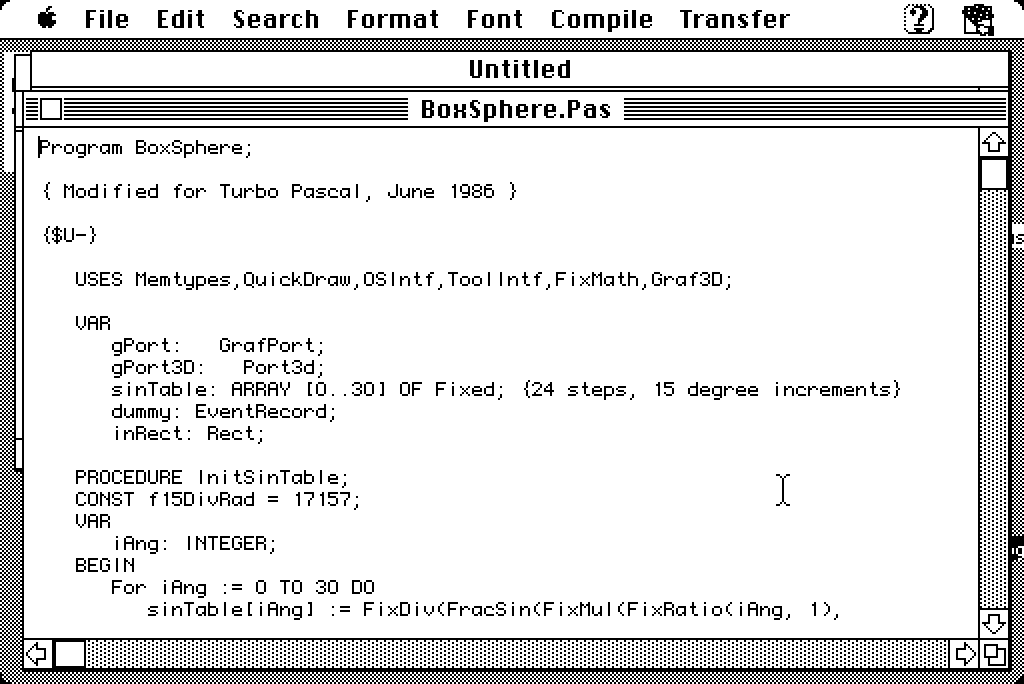 File Edit Search Format Font Compile Transfer
Untitled
BoxSphere.Pas
Program BoxSphere;
{ Modified for Turbo Pascal, June 1986 }
{$U-}
USES Memtypes,QuickDraw,OSIntf,ToolIntf,FixMath,Graf3D;
VAR
gPort: GrafPort;
gPort3D: Port3d;
sinTable: ARRAY [0..30] OF Fixed; {24 steps, 15 degree increments}
dummy: EventRecord;
inRect: Rect;
PROCEDURE InitSinTable;
CONST f15DivRad = 17157;
VAR
iAng: INTEGER;
BEGIN
For iAng := 0 TO 30 DO
sinTable[iAng] := FixDiv(FracSin(FixMul(FixRatio(iAng, 1),